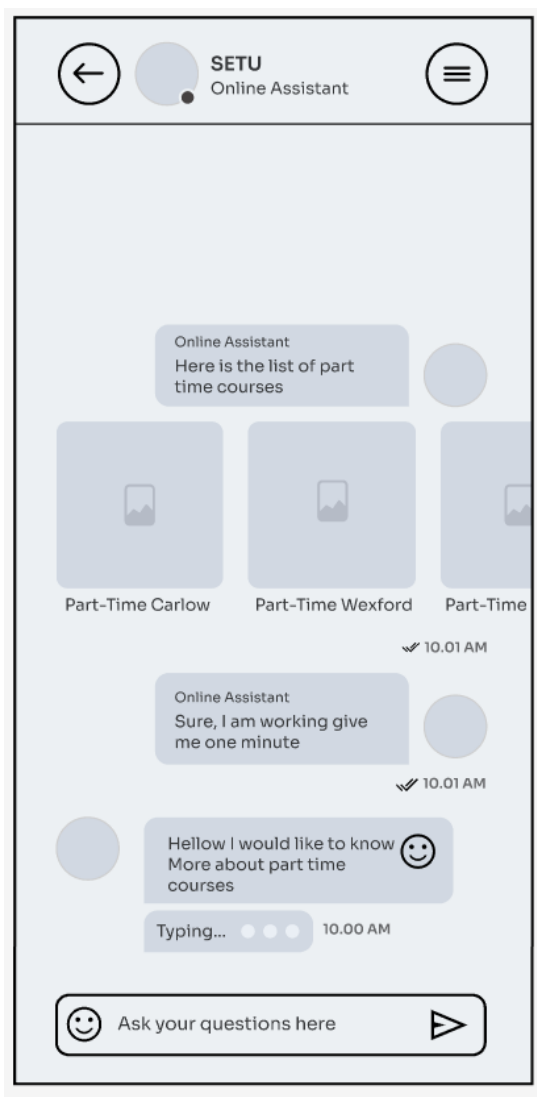 SETU
Online Assistant
Online Assistant
Here is the list of part
time courses
Part-Time Carlow
Part-Time Wexford
Part-Time
10.01 AM
Online Assistant
Sure, I am working give
me one minute
10.01 AM
Hellow I would like to know
More about part time
courses
Typing...
10.00 AM
Ask your questions here